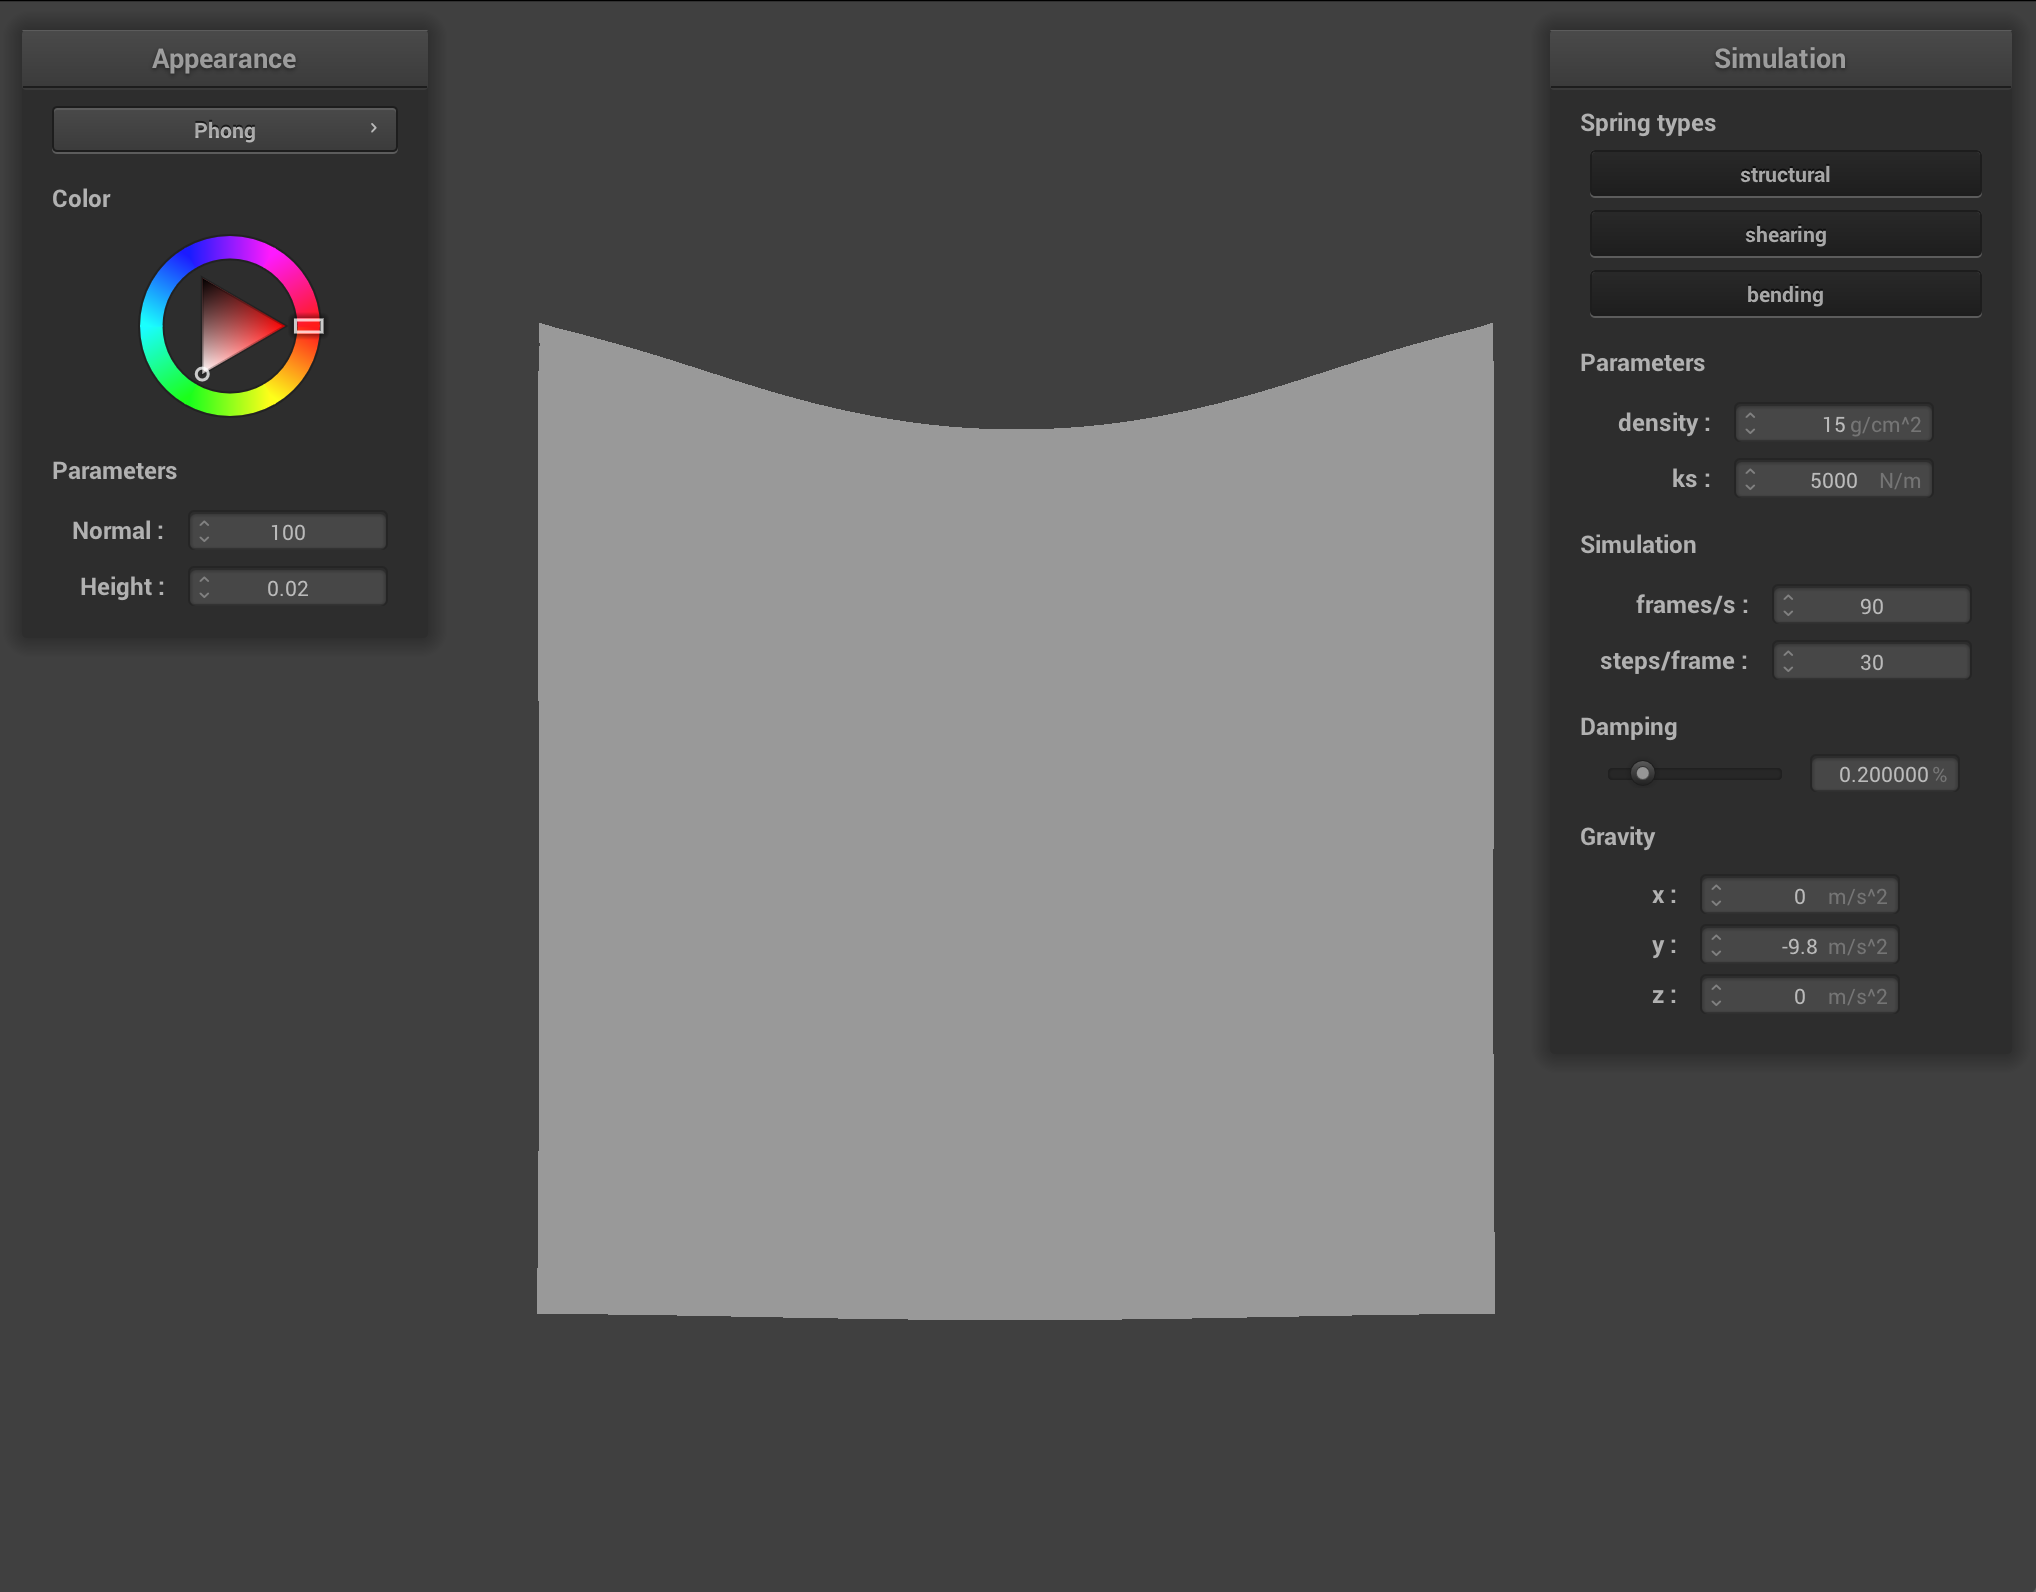 Appearance
Phong
Color
Parameters
Normal : 100
Height : 0.02
Simulation
Spring types
structural
shearing
bending
Parameters
density : 15 g/cm^2
ks : 5000 N/m
Simulation
frames/s : 90
steps/frame : 30
Damping
0.200000 %
Gravity
x : 0 m/s^2
y : -9.8 m/s^2
z : 0 m/s^2